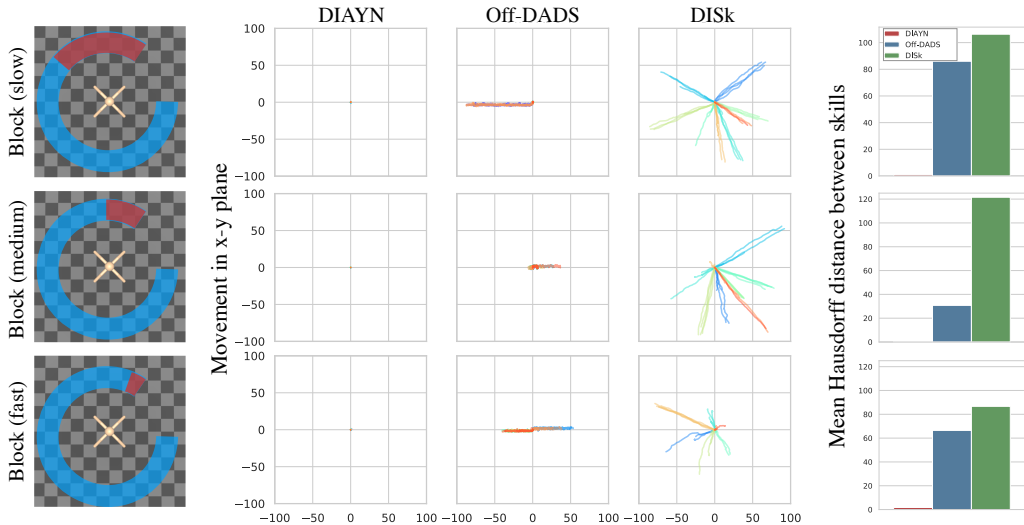 DIAYN
Off-DADS
DISk
Block (slow)
100
50
0
−50
−100
DIAYN
Off-DADS
DISk
100
80
60
40
20
0
Block (medium)
100
50
0
−50
−100
120
100
80
60
40
20
0
Block (fast)
100
50
0
−50
−100
120
100
80
60
40
20
0
−100 −50 0 50 100
−100 −50 0 50 100
−100 −50 0 50 100
Movement in x-y plane
Mean Hausdorff distance between skills